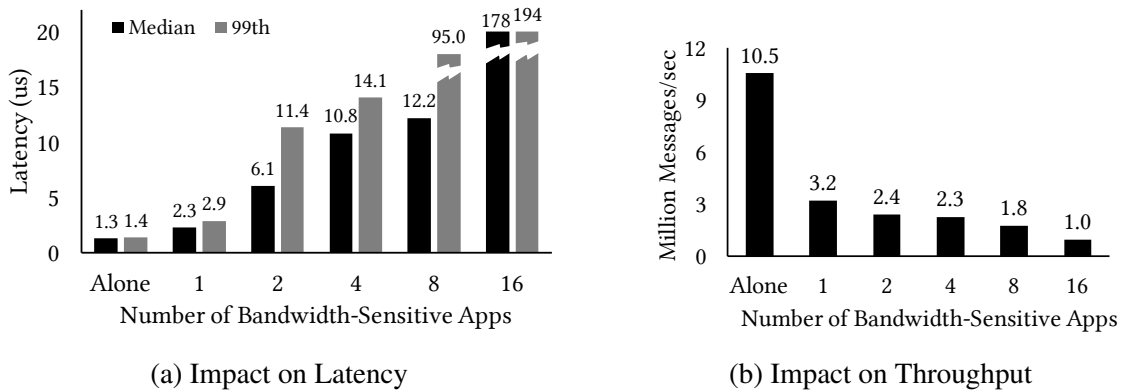 Median 99th
Latency (us)
20
15
10
5
0
1.3 1.4
2.3 2.9
6.1 11.4
10.8 14.1
12.2 95.0
178 194
Alone 1 2 4 8 16
Number of Bandwidth-Sensitive Apps
(a) Impact on Latency
Million Messages/sec
12
9
6
3
0
10.5
3.2
2.4
2.3
1.8
1.0
Alone 1 2 4 8 16
Number of Bandwidth-Sensitive Apps
(b) Impact on Throughput